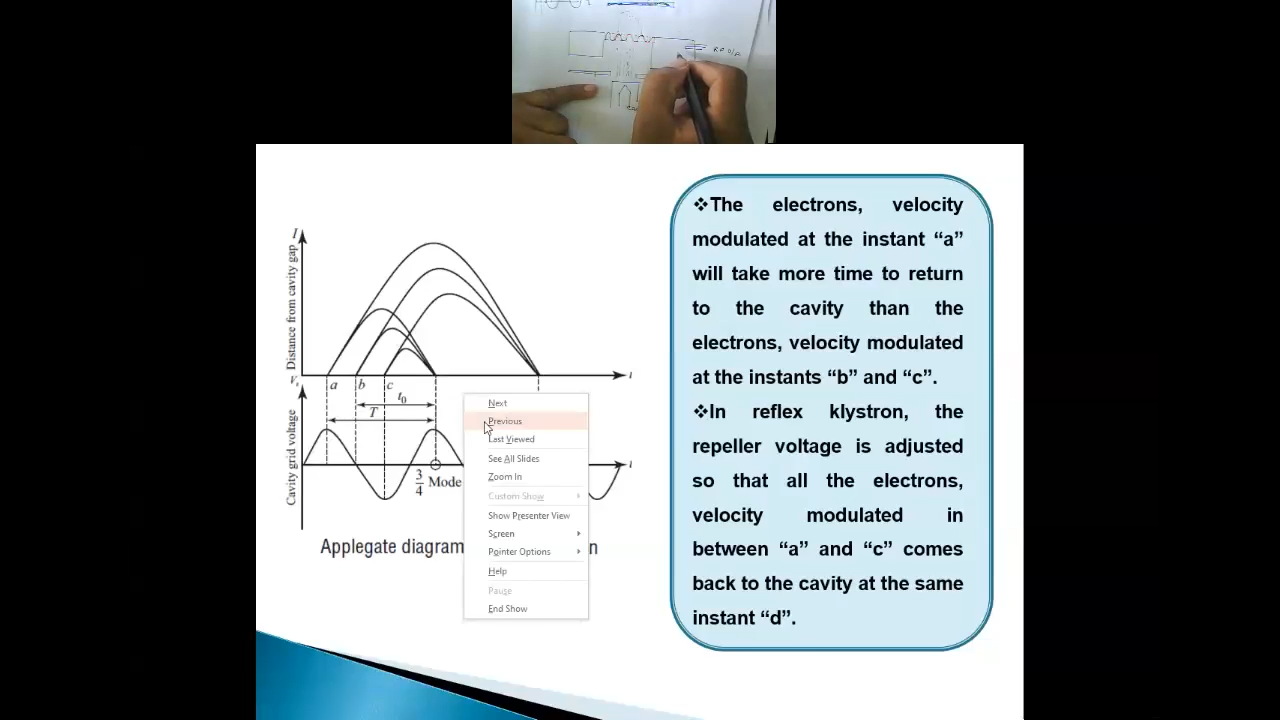 RF O/P
I
Distance from cavity gap
a b c
t
t₀
T
Vₛ
Cavity grid voltage
3/4 Mode
t
Applegate diagram
n
Next
Previous
Last Viewed
See All Slides
Zoom In
Custom Show
Show Presenter View
Screen
Pointer Options
Help
Pause
End Show
❖The electrons, velocity
modulated at the instant “a”
will take more time to return
to the cavity than the
electrons, velocity modulated
at the instants “b” and “c”.
❖In reflex klystron, the
repeller voltage is adjusted
so that all the electrons,
velocity modulated in
between “a” and “c” comes
back to the cavity at the same
instant “d”.